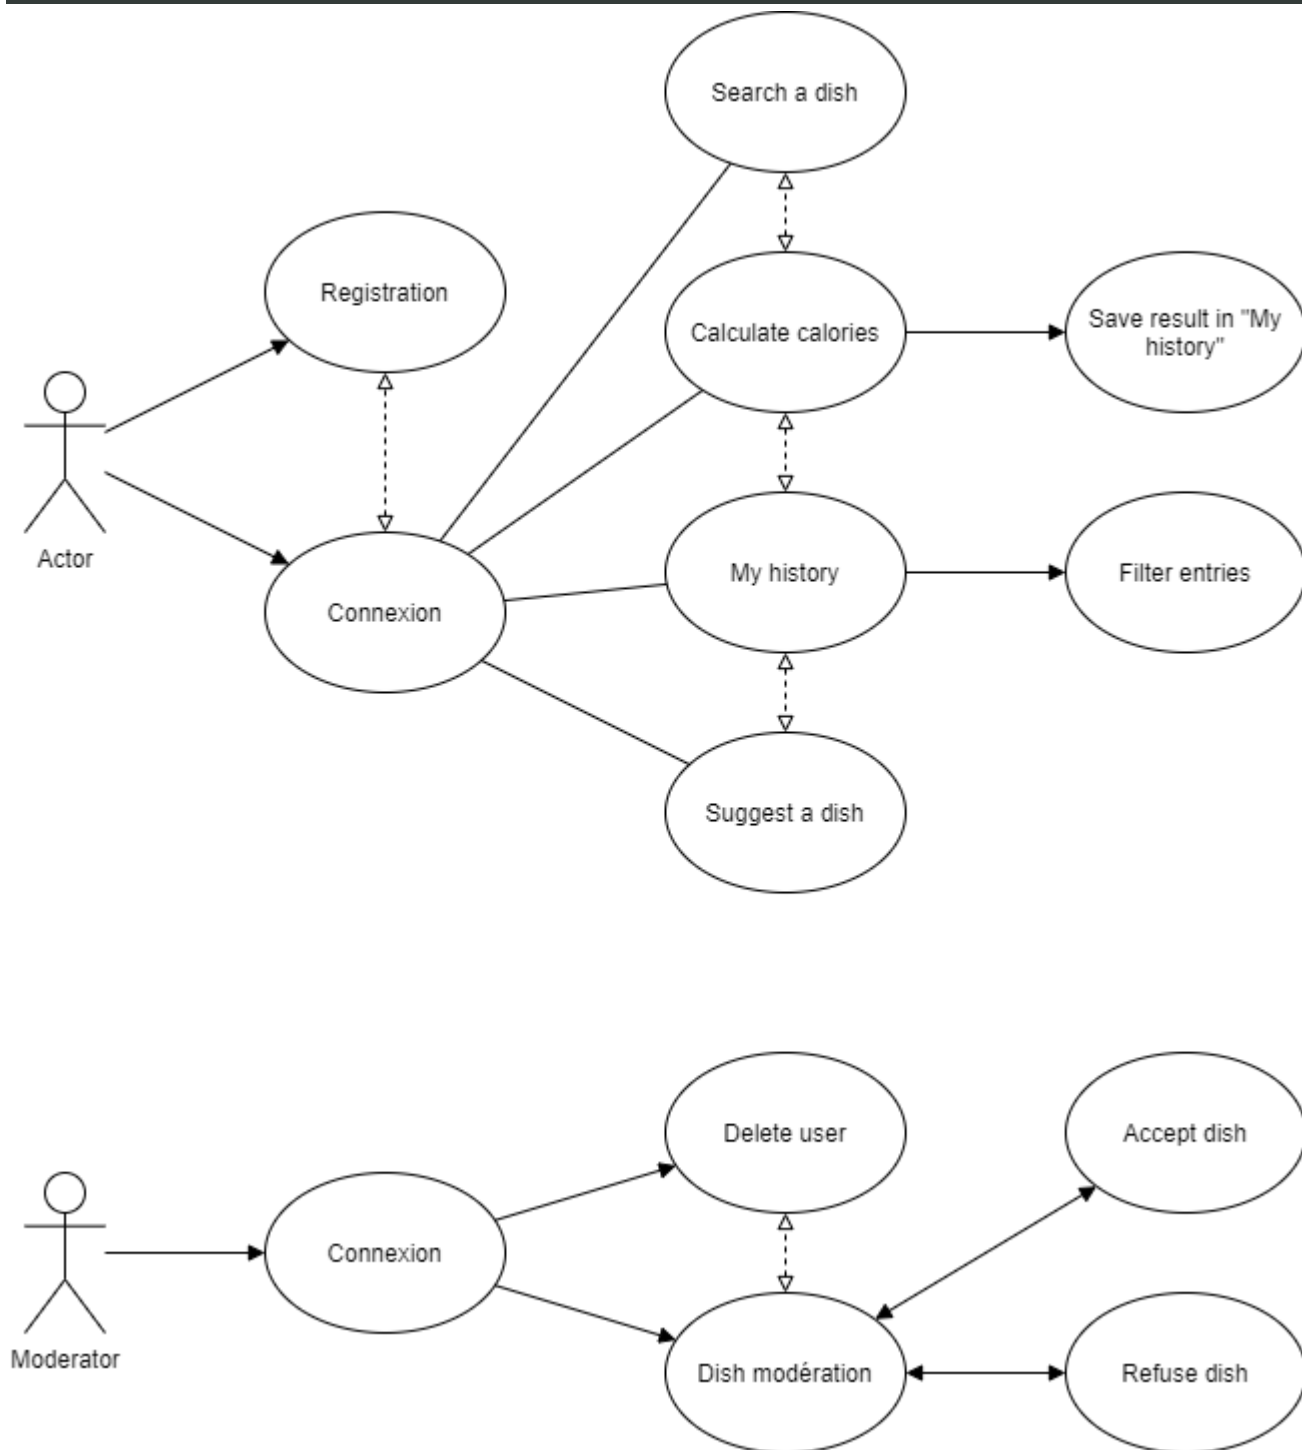 Search a dish
Registration
Calculate calories
Save result in "My
history"
Actor
Connexion
My history
Filter entries
Suggest a dish
Delete user
Accept dish
Connexion
Moderator
Dish modération
Refuse dish